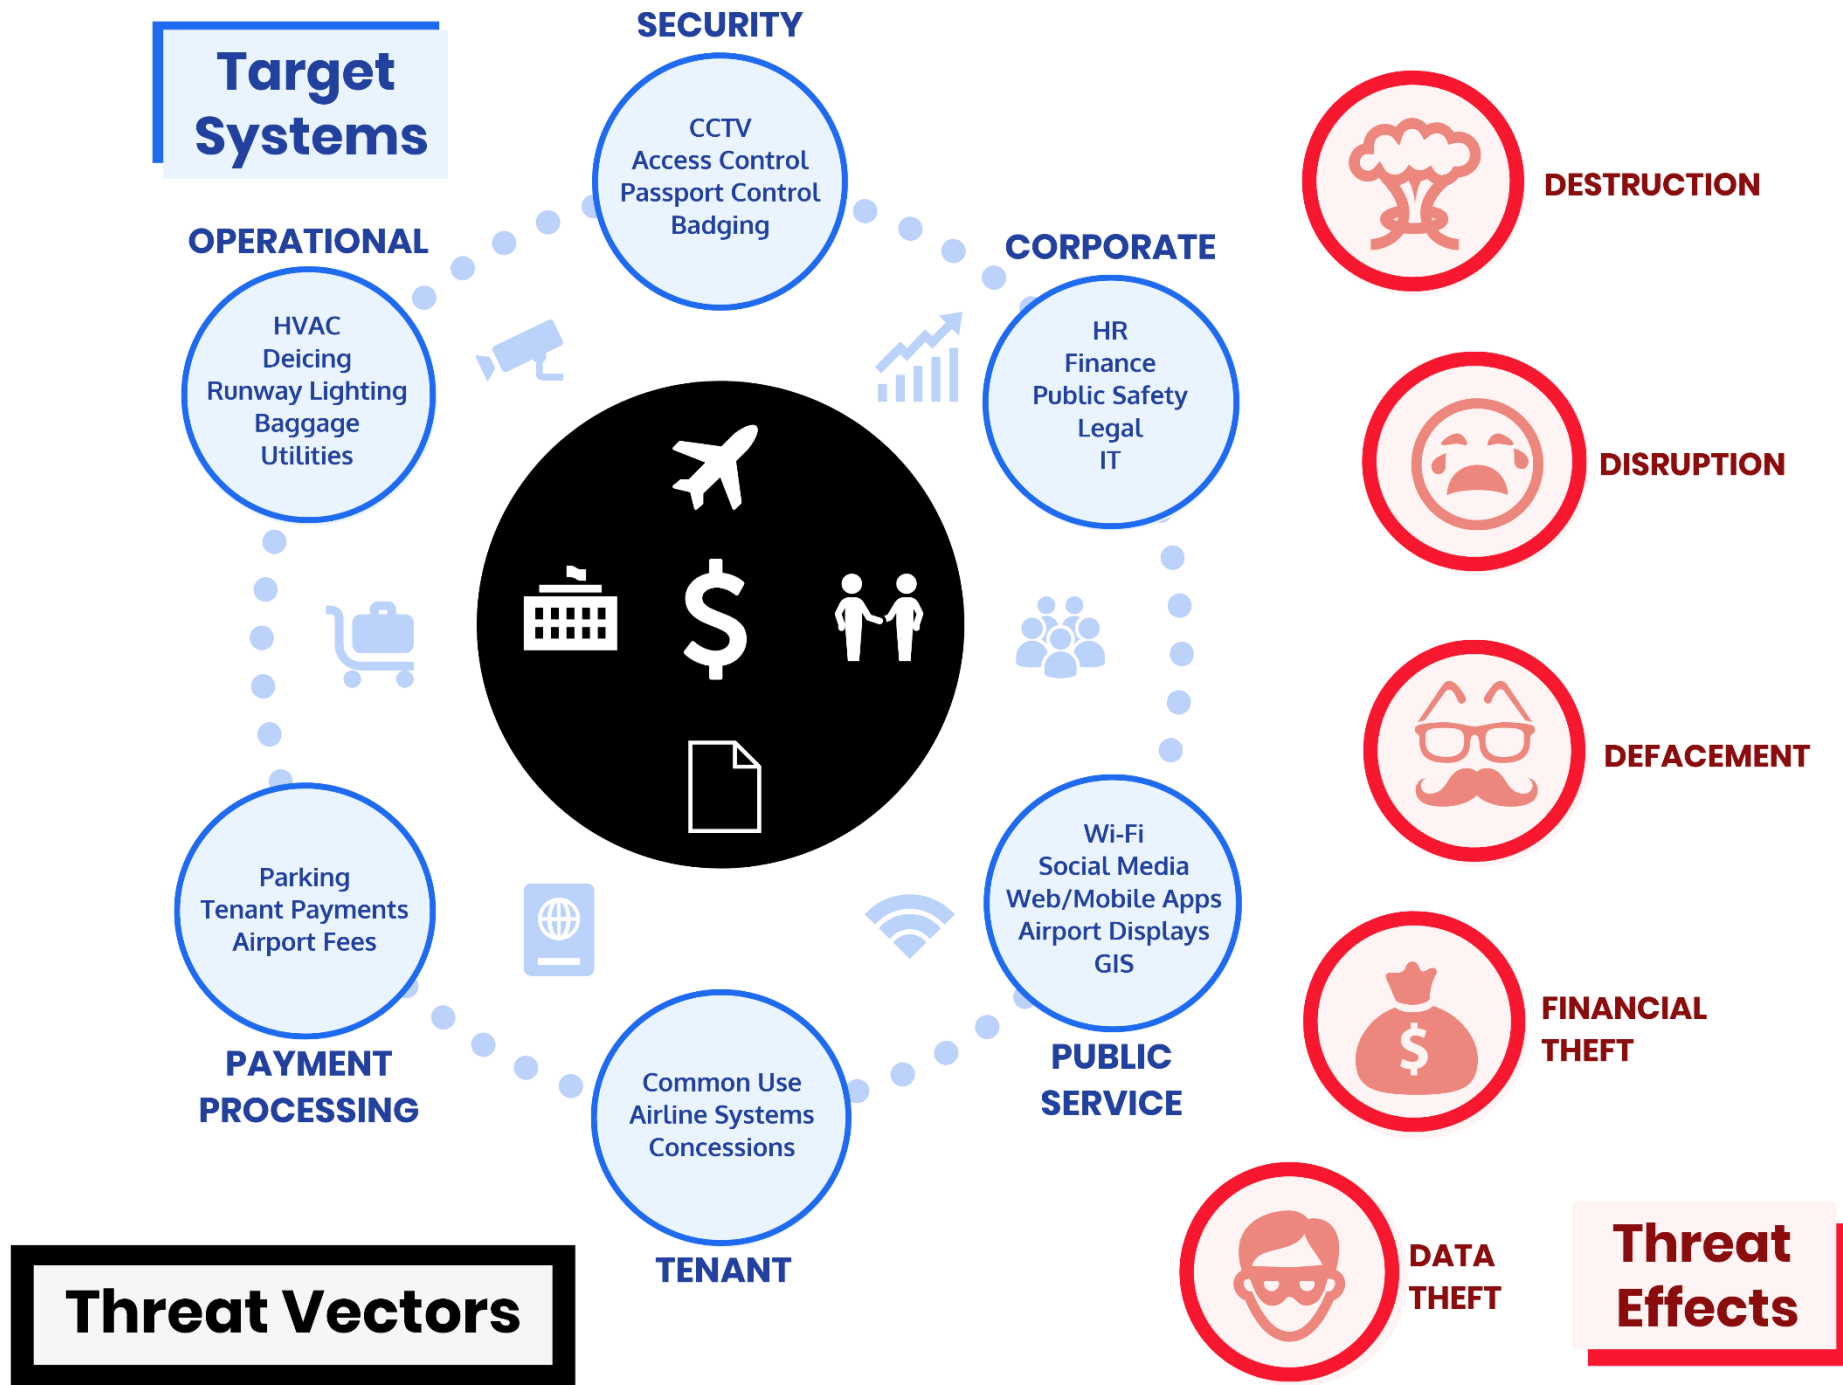 Target
Systems
SECURITY
CCTV
Access Control
Passport Control
Badging
OPERATIONAL
HVAC
Deicing
Runway Lighting
Baggage
Utilities
CORPORATE
HR
Finance
Public Safety
Legal
IT
$
Parking
Tenant Payments
Airport Fees
PAYMENT
PROCESSING
Wi-Fi
Social Media
Web/Mobile Apps
Airport Displays
GIS
PUBLIC
SERVICE
Common Use
Airline Systems
Concessions
TENANT
Threat Vectors
DESTRUCTION
DISRUPTION
DEFACEMENT
$
FINANCIAL
THEFT
DATA
THEFT
Threat
Effects